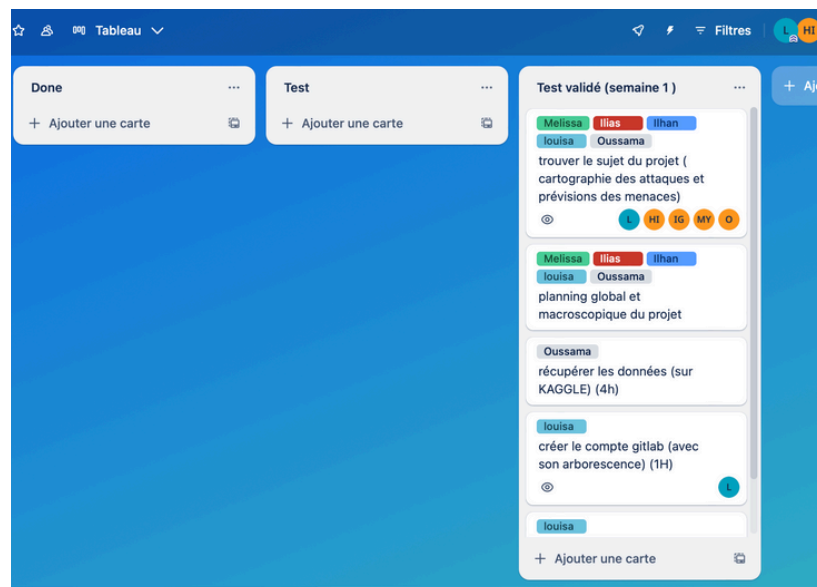 Tableau
Filtres
L
HI
Done
...
+ Ajouter une carte
Test
...
+ Ajouter une carte
Test validé (semaine 1 )
...
Melissa Ilias Ilhan
louisa Oussama
trouver le sujet du projet (
cartographie des attaques et
prévisions des menaces)
L HI IG MY O
Melissa Ilias Ilhan
louisa Oussama
planning global et
macroscopique du projet
Oussama
récupérer les données (sur
KAGGLE) (4h)
louisa
créer le compte gitlab (avec
son arborescence) (1H)
L
louisa
+ Ajouter une carte
+ Aj